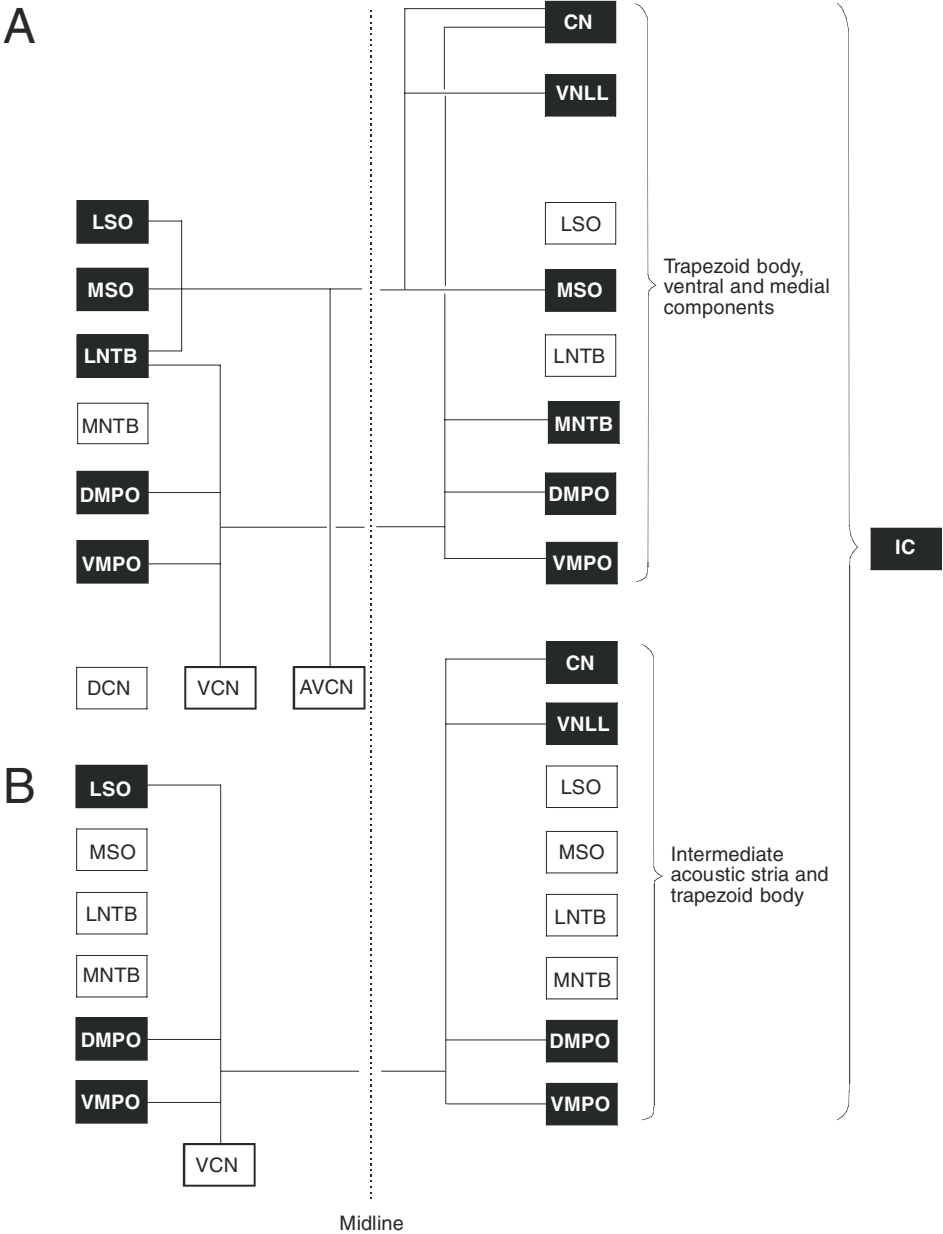 A
CN
VNLL
LSO
LSO
MSO
MSO
LNTB
LNTB
MNTB
MNTB
DMPO
DMPO
VMPO
VMPO
Trapezoid body,
ventral and medial
components
IC
DCN
VCN
AVCN
CN
VNLL
B
LSO
LSO
MSO
MSO
LNTB
LNTB
MNTB
MNTB
DMPO
DMPO
VMPO
VMPO
Intermediate
acoustic stria and
trapezoid body
VCN
Midline